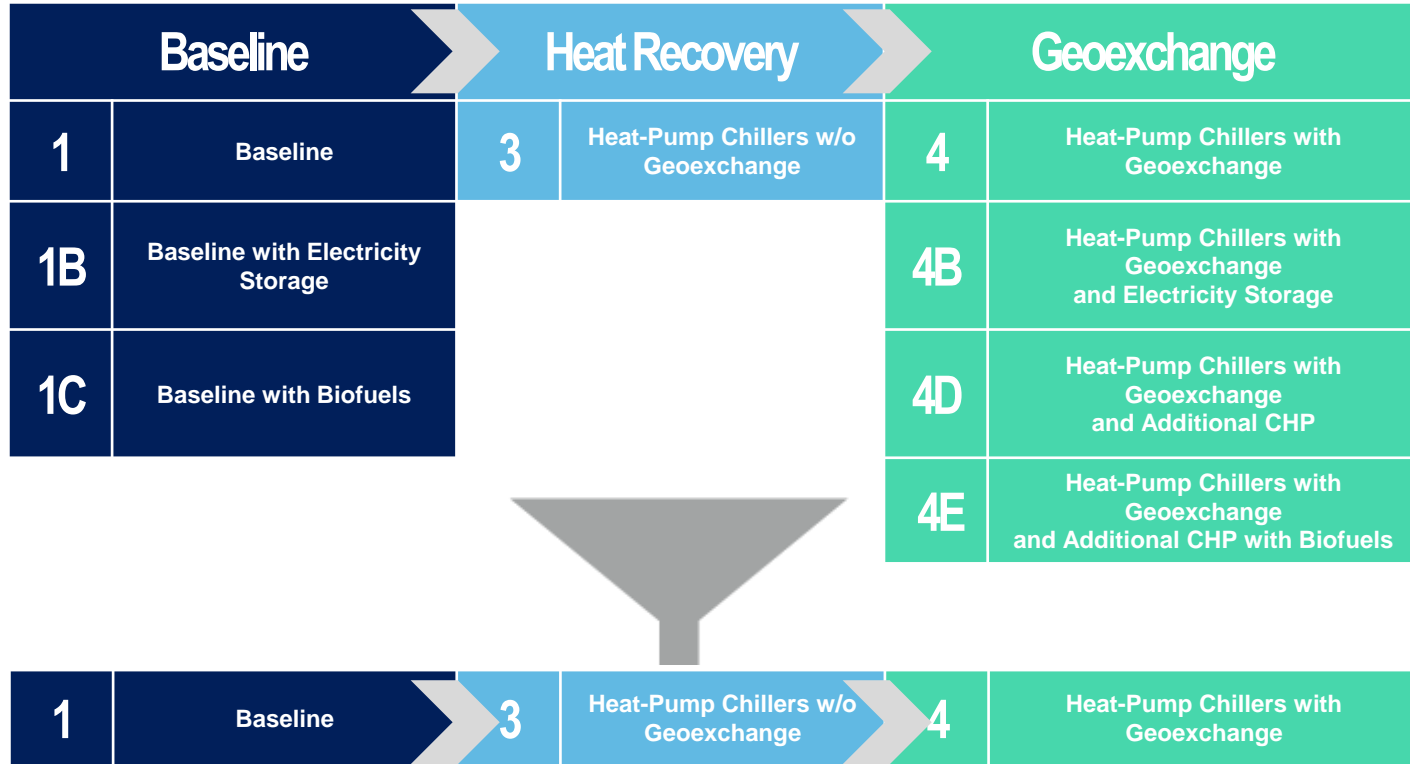 Baseline
Heat Recovery
Geoexchange
1
Baseline
3
Heat-Pump Chillers w/o
Geoexchange
4
Heat-Pump Chillers with
Geoexchange
1B
Baseline with Electricity
Storage
4B
Heat-Pump Chillers with
Geoexchange
and Electricity Storage
1C
Baseline with Biofuels
4D
Heat-Pump Chillers with
Geoexchange
and Additional CHP
4E
Heat-Pump Chillers with
Geoexchange
and Additional CHP with Biofuels
1
Baseline
3
Heat-Pump Chillers w/o
Geoexchange
4
Heat-Pump Chillers with
Geoexchange